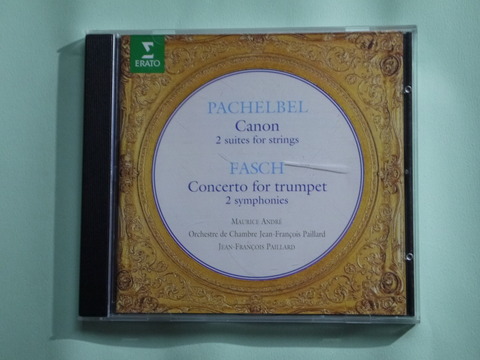 ERATO
PACHELBEL
Canon
2 suites for strings
FASCH
Concerto for trumpet
2 symphonies
MAURICE ANDRÉ
Orchestre de Chambre Jean-François Paillard
JEAN-FRANÇOIS PAILLARD